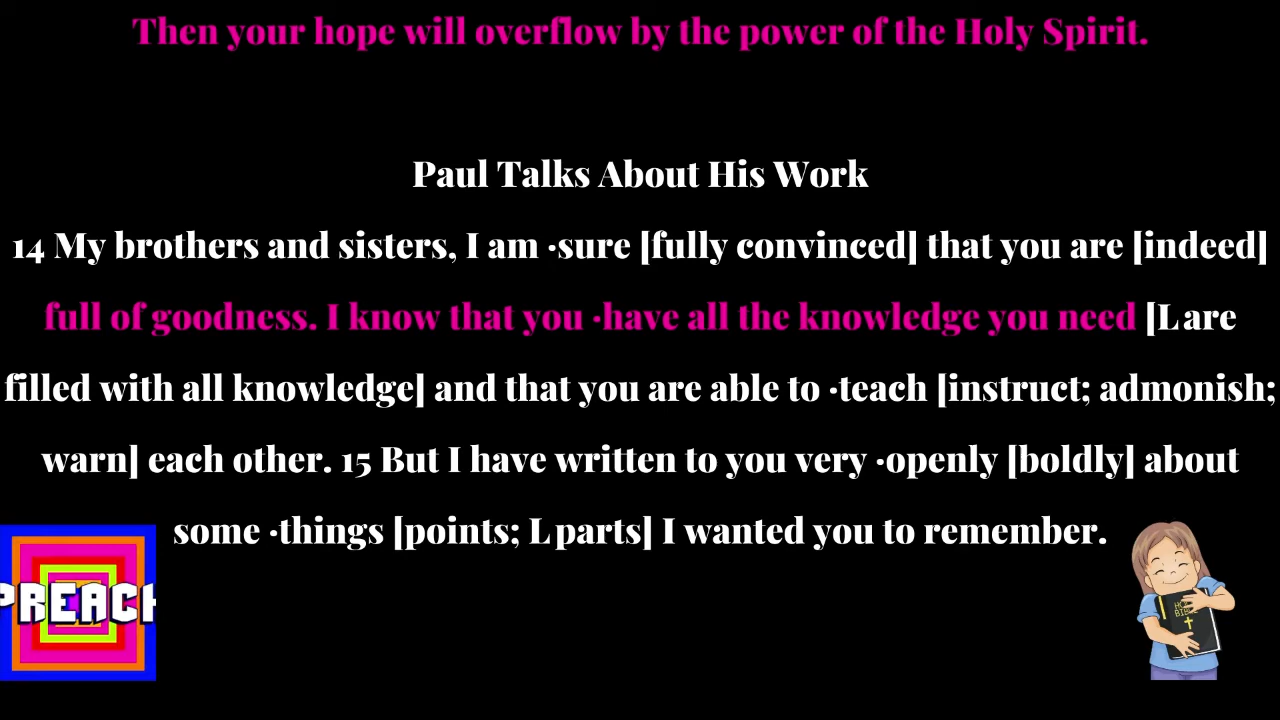 Then your hope will overflow by the power of the Holy Spirit.
Paul Talks About His Work
14 My brothers and sisters, I am ·sure [fully convinced] that you are [indeed]
full of goodness. I know that you ·have all the knowledge you need [L are
filled with all knowledge] and that you are able to ·teach [instruct; admonish;
warn] each other. 15 But I have written to you very ·openly [boldly] about
some ·things [points; L parts] I wanted you to remember.
PREACH
HOLY
BIBLE